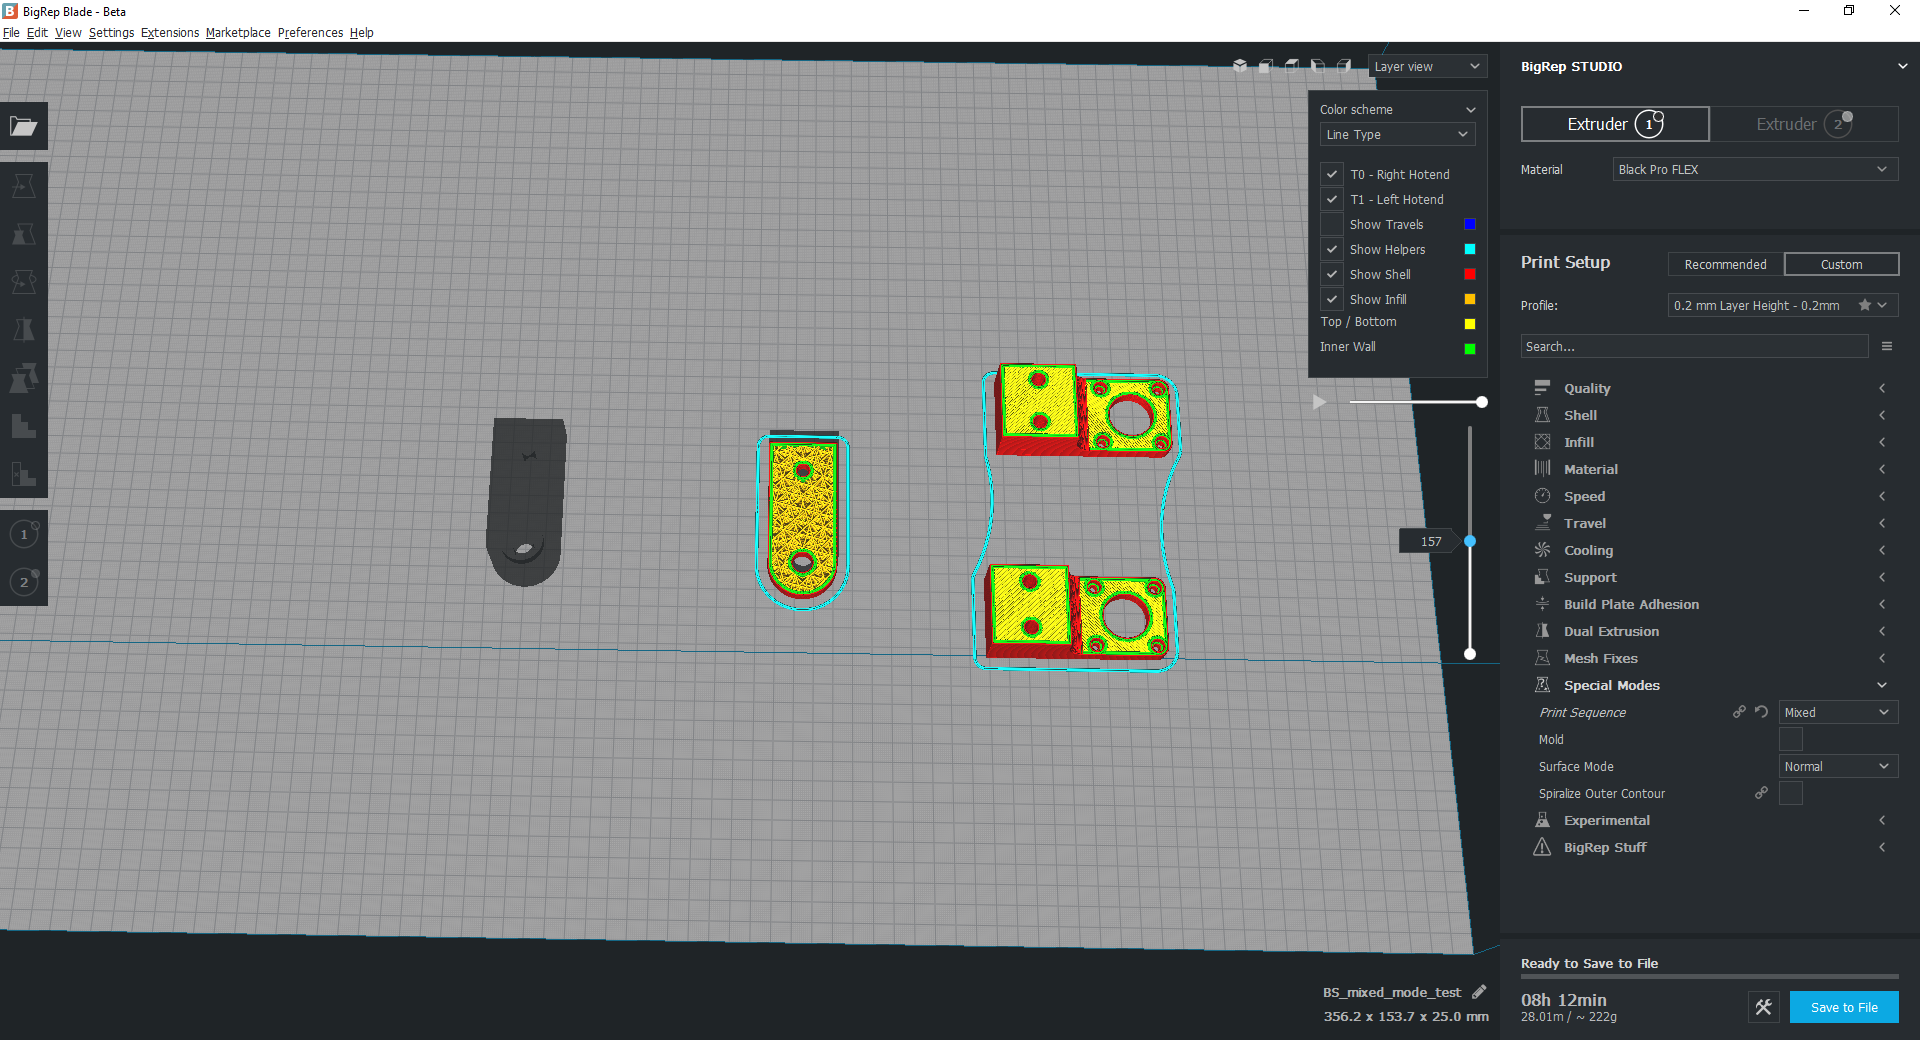 BigRep Blade - Beta
File Edit View Settings Extensions Marketplace Preferences Help
Layer view
Color scheme
Line Type
T0 - Right Hotend
T1 - Left Hotend
Show Travels
Show Helpers
Show Shell
Show Infill
Top / Bottom
Inner Wall
157
1
2
BS_mixed_mode_test
356.2 x 153.7 x 25.0 mm
BigRep STUDIO
Extruder 1 Extruder 2
Material Black Pro FLEX
Print Setup Recommended Custom
Profile: 0.2 mm Layer Height - 0.2mm
Search...
Quality
Shell
Infill
Material
Speed
Travel
Cooling
Support
Build Plate Adhesion
Dual Extrusion
Mesh Fixes
Special Modes
Print Sequence Mixed
Mold
Surface Mode Normal
Spiralize Outer Contour
Experimental
BigRep Stuff
Ready to Save to File
08h 12min
28.01m / ~ 222g
Save to File